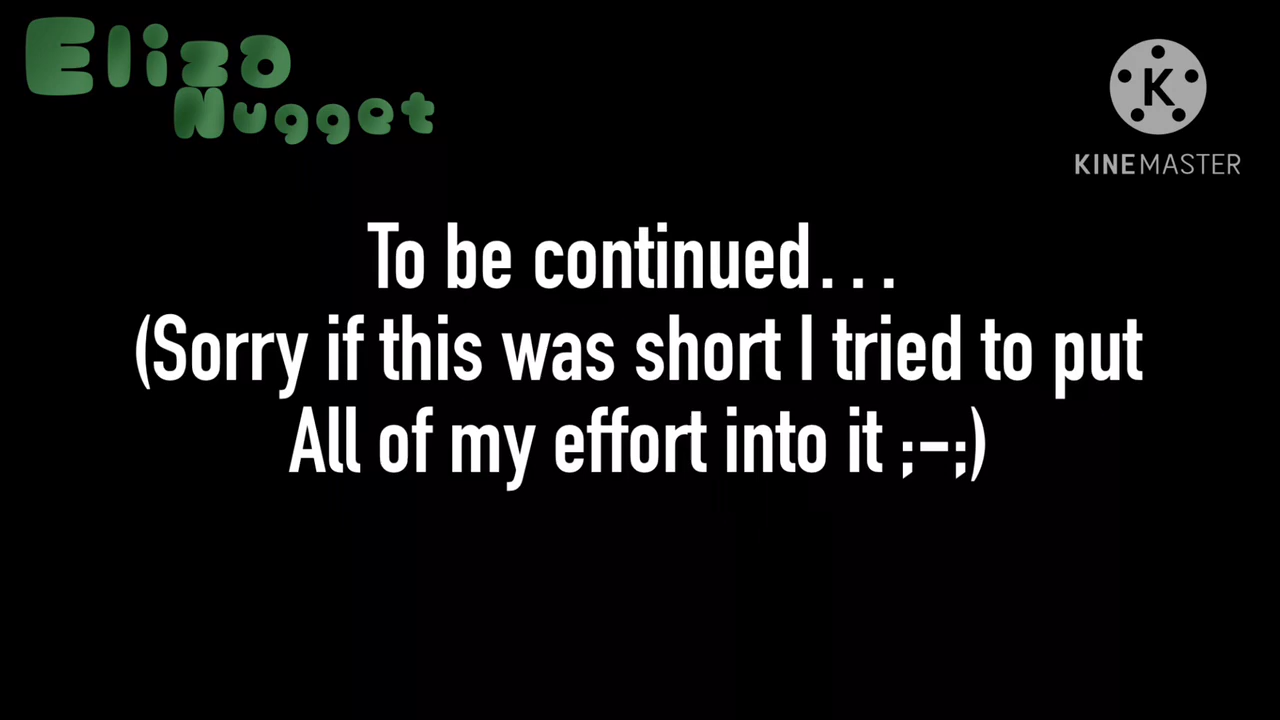 Eliza
Nugget
K
KINEMASTER
To be continued...
(Sorry if this was short I tried to put
All of my effort into it ;-;)